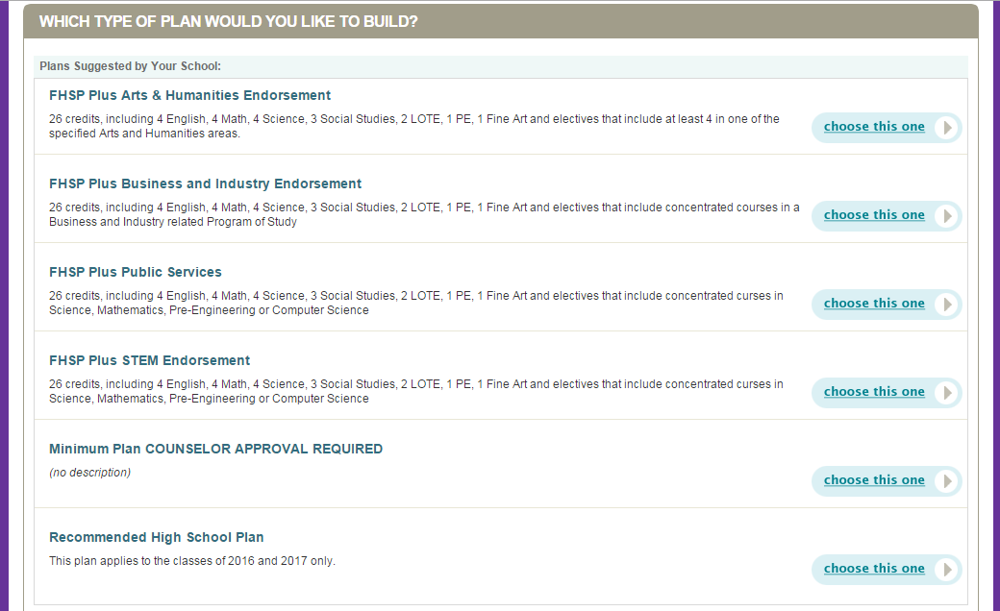 WHICH TYPE OF PLAN WOULD YOU LIKE TO BUILD?
Plans Suggested by Your School:
FHSP Plus Arts & Humanities Endorsement
26 credits, including 4 English, 4 Math, 4 Science, 3 Social Studies, 2 LOTE, 1 PE, 1 Fine Art and electives that include at least 4 in one of the
specified Arts and Humanities areas.
choose this one
FHSP Plus Business and Industry Endorsement
26 credits, including 4 English, 4 Math, 4 Science, 3 Social Studies, 2 LOTE, 1 PE, 1 Fine Art and electives that include concentrated courses in a
Business and Industry related Program of Study
choose this one
FHSP Plus Public Services
26 credits, including 4 English, 4 Math, 4 Science, 3 Social Studies, 2 LOTE, 1 PE, 1 Fine Art and electives that include concentrated curses in
Science, Mathematics, Pre-Engineering or Computer Science
choose this one
FHSP Plus STEM Endorsement
26 credits, including 4 English, 4 Math, 4 Science, 3 Social Studies, 2 LOTE, 1 PE, 1 Fine Art and electives that include concentrated curses in
Science, Mathematics, Pre-Engineering or Computer Science
choose this one
Minimum Plan COUNSELOR APPROVAL REQUIRED
(no description)
choose this one
Recommended High School Plan
This plan applies to the classes of 2016 and 2017 only.
choose this one